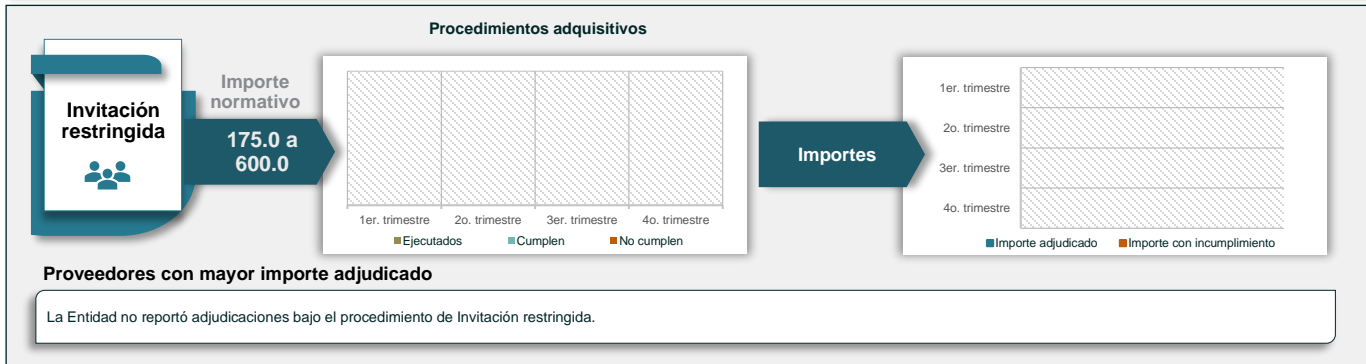 Procedimientos adquisitivos
Invitación
restringida
Importe
normativo
175.0 a
600.0
1er. trimestre
2o. trimestre
3er. trimestre
4o. trimestre
Ejecutados
Cumplen
No cumplen
Importes
1er. trimestre
2o. trimestre
3er. trimestre
4o. trimestre
Importe adjudicado
Importe con incumplimiento
Proveedores con mayor importe adjudicado
La Entidad no reportó adjudicaciones bajo el procedimiento de Invitación restringida.